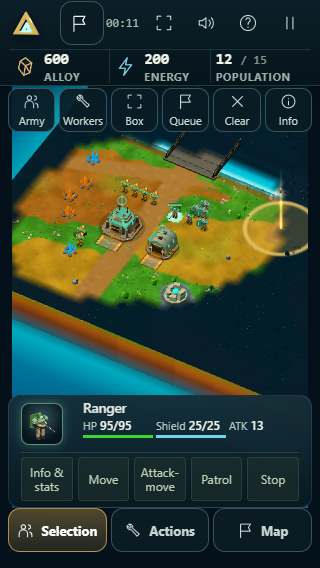 00:11
600
ALLOY
200
ENERGY
12 / 15
POPULATION
Army
Workers
Box
Queue
Clear
Info
Ranger
HP 95/95 Shield 25/25 ATK 13
Info & stats
Move
Attack-move
Patrol
Stop
Selection
Actions
Map